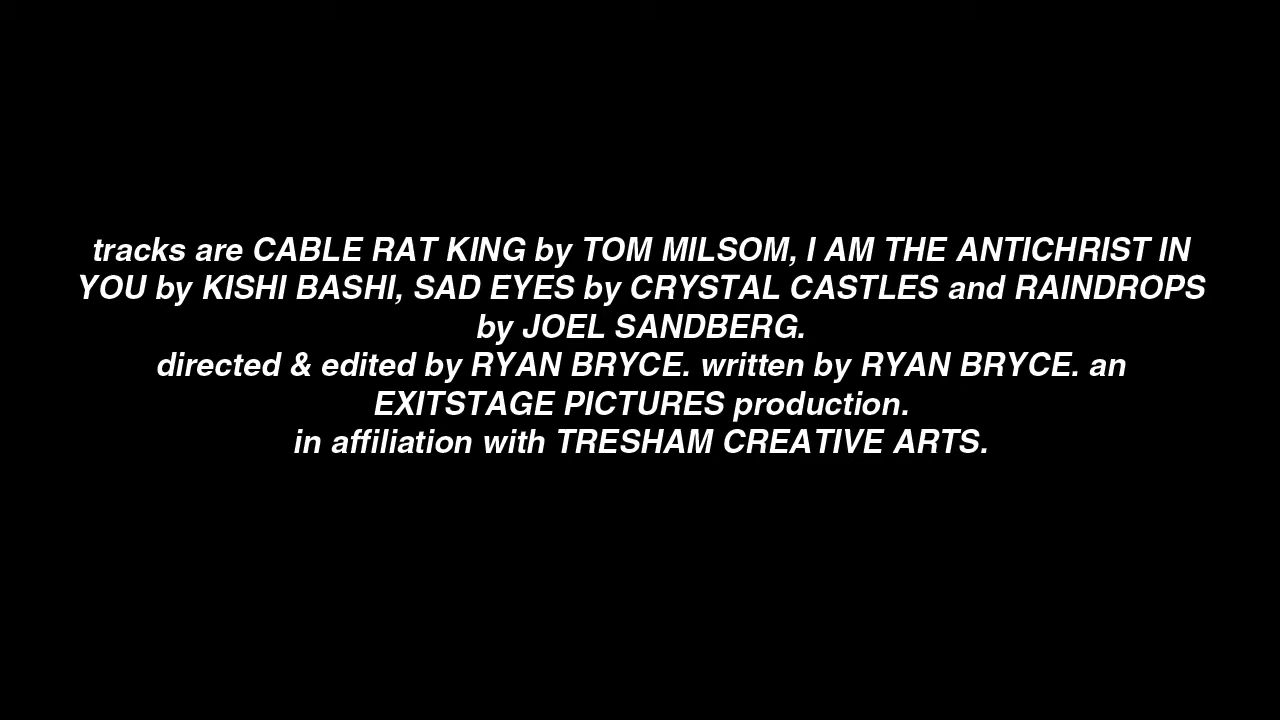 tracks are CABLE RAT KING by TOM MILSOM, I AM THE ANTICHRIST IN
YOU by KISHI BASHI, SAD EYES by CRYSTAL CASTLES and RAINDROPS
by JOEL SANDBERG.
directed & edited by RYAN BRYCE. written by RYAN BRYCE. an
EXITSTAGE PICTURES production.
in affiliation with TRESHAM CREATIVE ARTS.